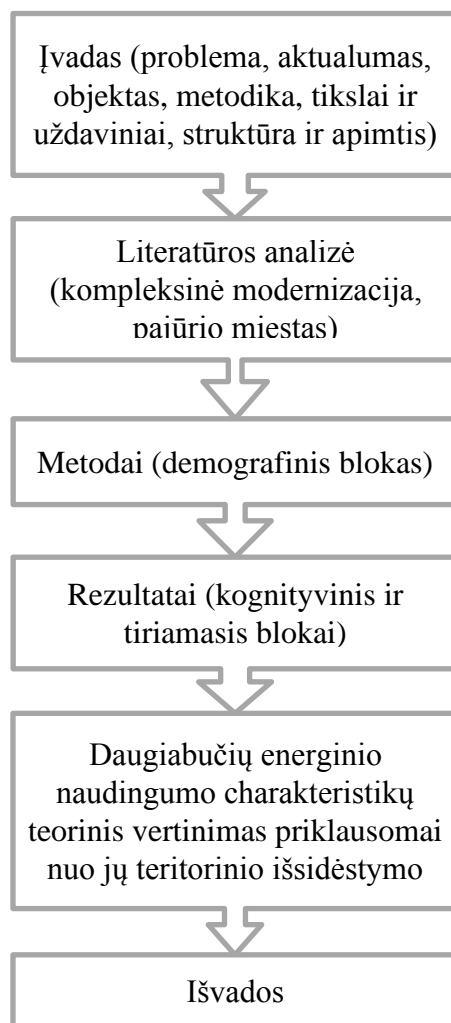 Įvadas (problema, aktualumas,
objektas, metodika, tikslai ir
uždaviniai, struktūra ir apimtis)
Literatūros analizė
(kompleksinė modernizacija,
pajūrio miestas)
Metodai (demografinis blokas)
Rezultatai (kognityvinis ir
tiriamasis blokai)
Daugiabučių energinio
naudingumo charakteristikų
teorinis vertinimas priklausomai
nuo jų teritorinio išsidėstymo
Išvados